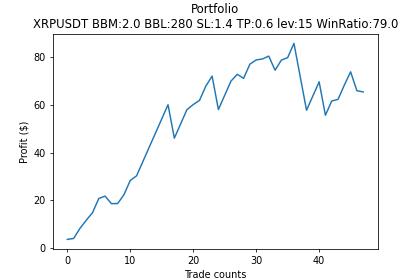 Portfolio
XRPUSDT BBM:2.0 BBL:280 SL:1.4 TP:0.6 lev:15 WinRatio:79.0
Profit ($)
80
60
40
20
0
0 10 20 30 40
Trade counts